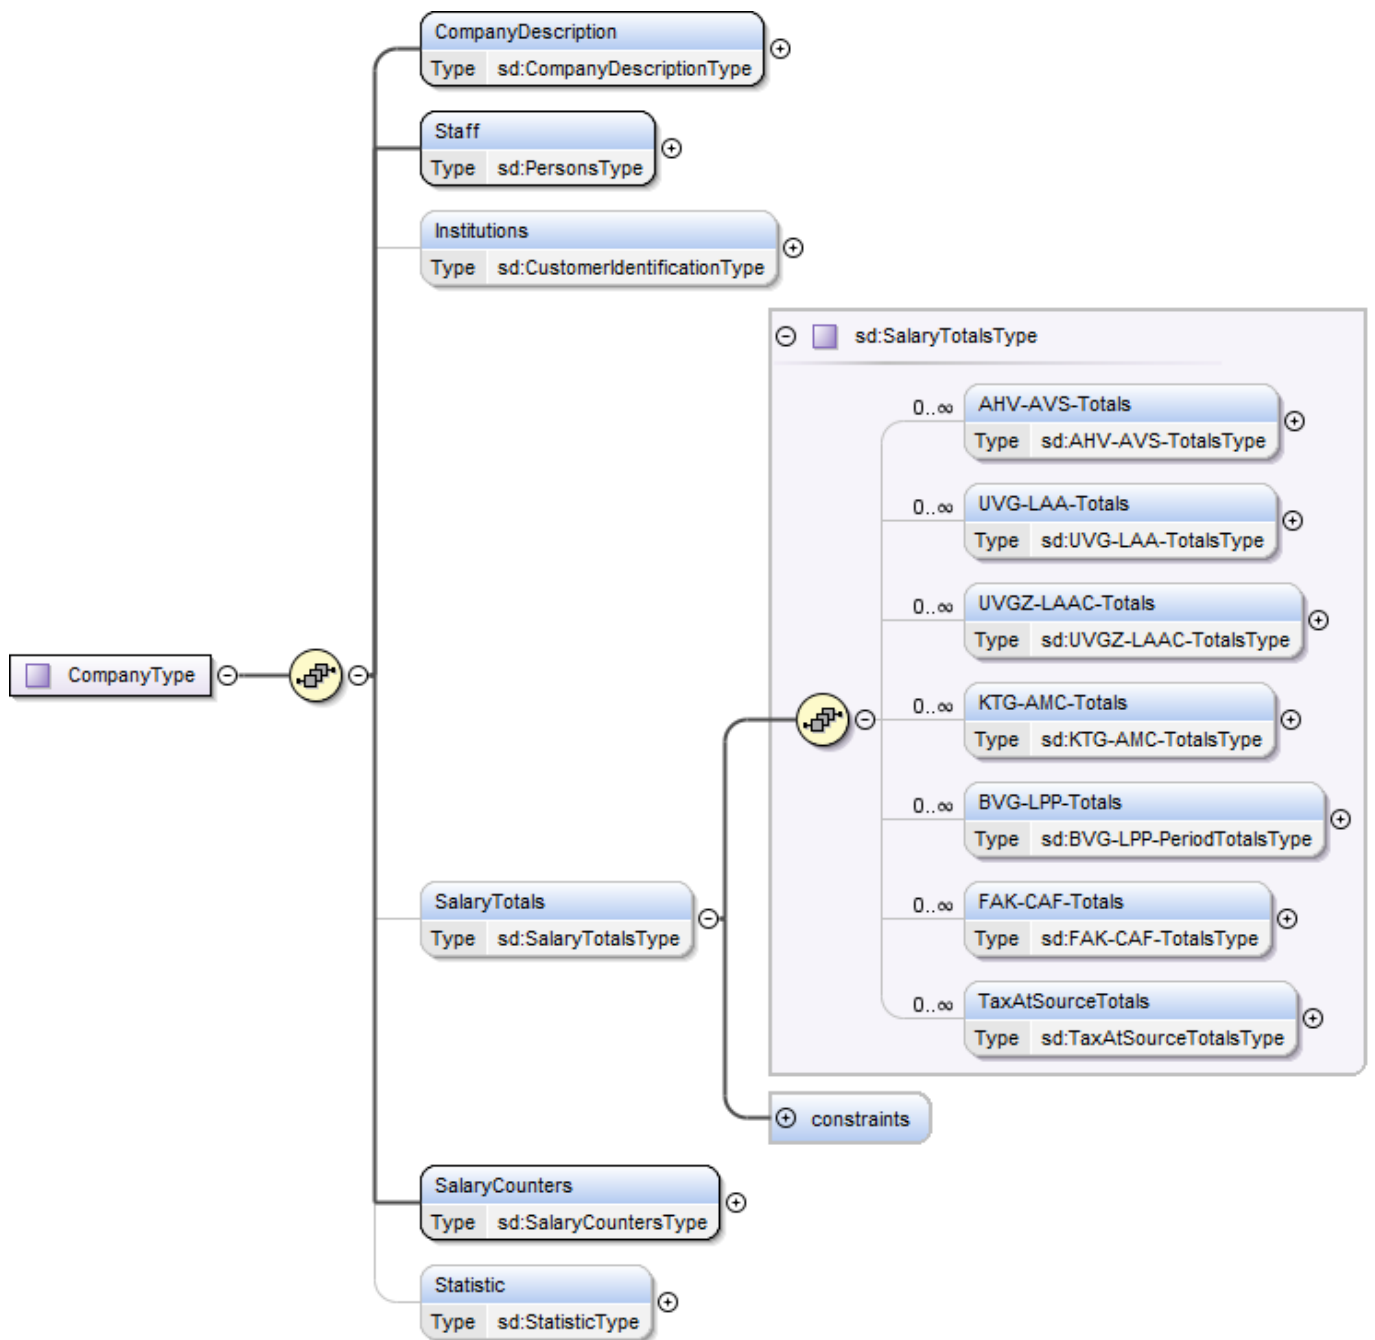 CompanyDescription
Type sd:CompanyDescriptionType
Staff
Type sd:PersonsType
Institutions
Type sd:CustomerIdentificationType
sd:SalaryTotalsType
0..∞ AHV-AVS-Totals
Type sd:AHV-AVS-TotalsType
0..∞ UVG-LAA-Totals
Type sd:UVG-LAA-TotalsType
0..∞ UVGZ-LAAC-Totals
Type sd:UVGZ-LAAC-TotalsType
CompanyType
0..∞ KTG-AMC-Totals
Type sd:KTG-AMC-TotalsType
0..∞ BVG-LPP-Totals
Type sd:BVG-LPP-PeriodTotalsType
SalaryTotals
Type sd:SalaryTotalsType
0..∞ FAK-CAF-Totals
Type sd:FAK-CAF-TotalsType
0..∞ TaxAtSourceTotals
Type sd:TaxAtSourceTotalsType
constraints
SalaryCounters
Type sd:SalaryCountersType
Statistic
Type sd:StatisticType